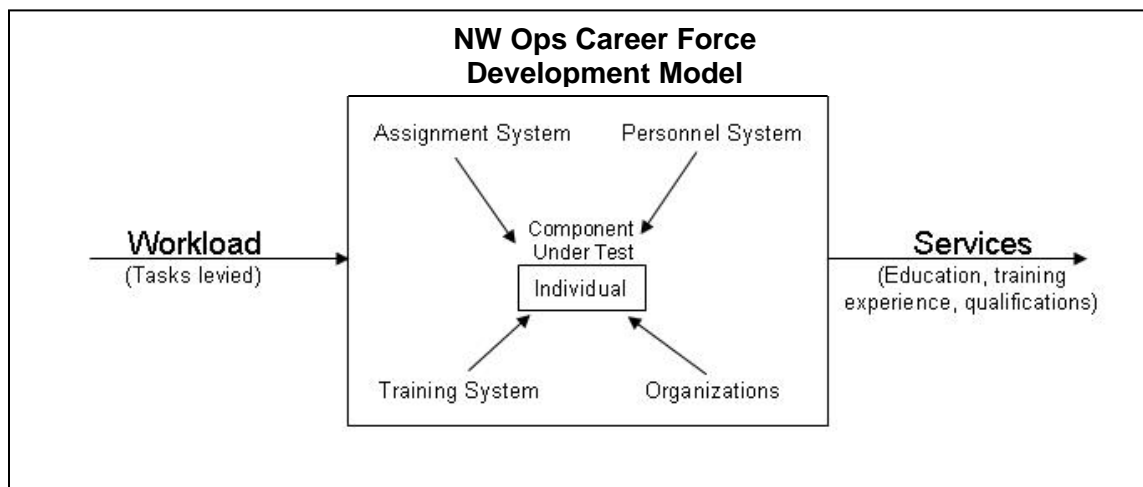 NW Ops Career Force
Development Model
Assignment System
Personnel System
Workload
(Tasks levied)
Component
Under Test
Individual
Services
(Education, training
experience, qualifications)
Training System
Organizations